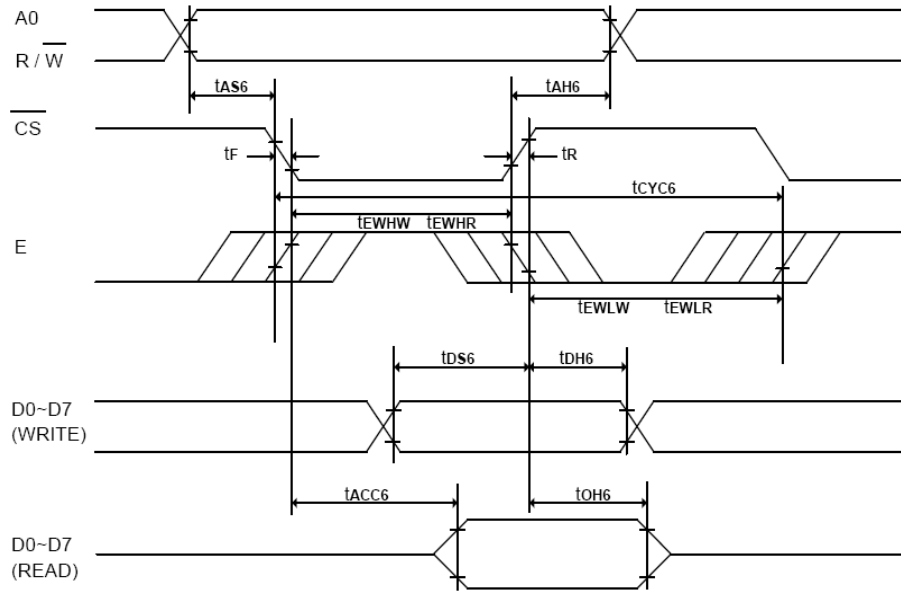 A0
R / W
tAS6 tAH6
CS
tF tR
tCYC6
tEWHW tEWHR
E
tEWLW tEWLR
tDS6 tDH6
D0~D7
(WRITE)
tACC6 tOH6
D0~D7
(READ)